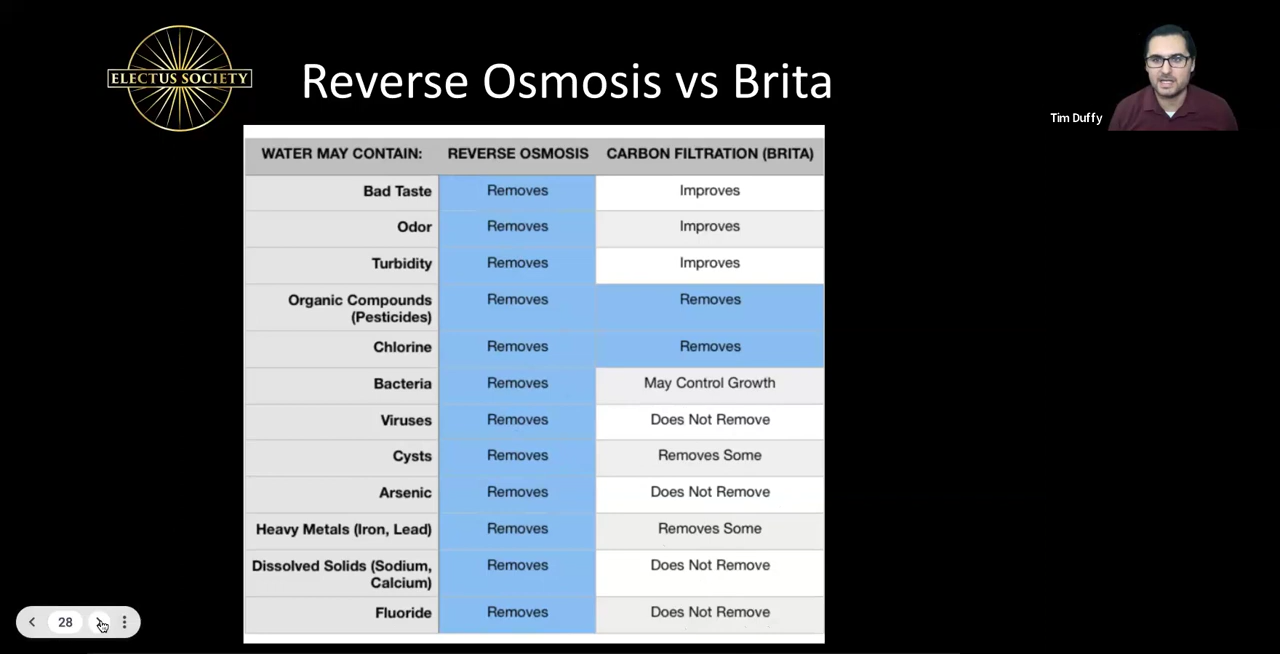 ELECTUS SOCIETY
Reverse Osmosis vs Brita
Tim Duffy
WATER MAY CONTAIN: REVERSE OSMOSIS CARBON FILTRATION (BRITA)
Bad Taste Removes Improves
Odor Removes Improves
Turbidity Removes Improves
Organic Compounds Removes Removes
(Pesticides)
Chlorine Removes Removes
Bacteria Removes May Control Growth
Viruses Removes Does Not Remove
Cysts Removes Removes Some
Arsenic Removes Does Not Remove
Heavy Metals (Iron, Lead) Removes Removes Some
Dissolved Solids (Sodium, Removes Does Not Remove
Calcium)
Fluoride Removes Does Not Remove
28